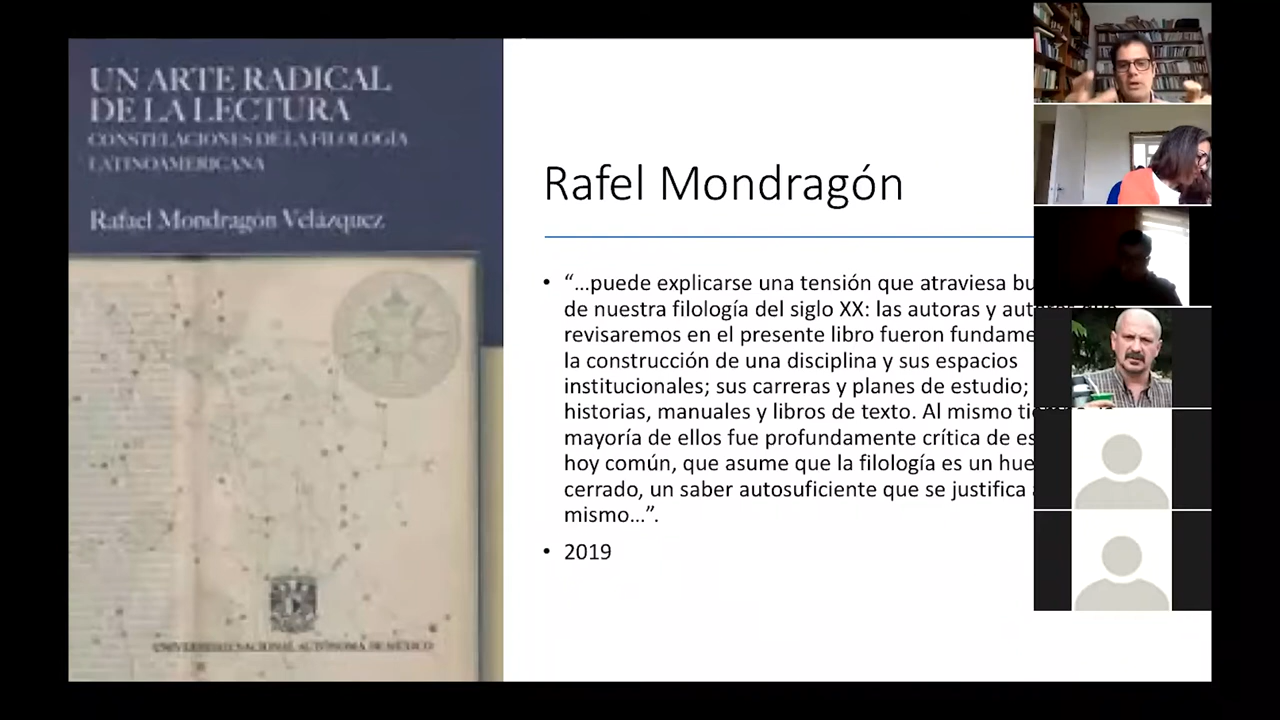 UN ARTE RADICAL
DE LA LECTURA
CONSTELACIONES DE LA FILOLOGÍA
LATINOAMERICANA
Rafael Mondragón Velázquez
UNIVERSIDAD NACIONAL AUTÓNOMA DE MÉXICO
Rafel Mondragón
• “…puede explicarse una tensión que atraviesa bu
de nuestra filología del siglo XX: las autoras y
revisaremos en el presente libro fueron fundame
la construcción de una disciplina y sus espacios
institucionales; sus carreras y planes de estudio;
historias, manuales y libros de texto. Al mismo
mayoría de ellos fue profundamente crítica de es
hoy común, que asume que la filología es un hue
cerrado, un saber autosuficiente que se justifica
mismo…”.
• 2019